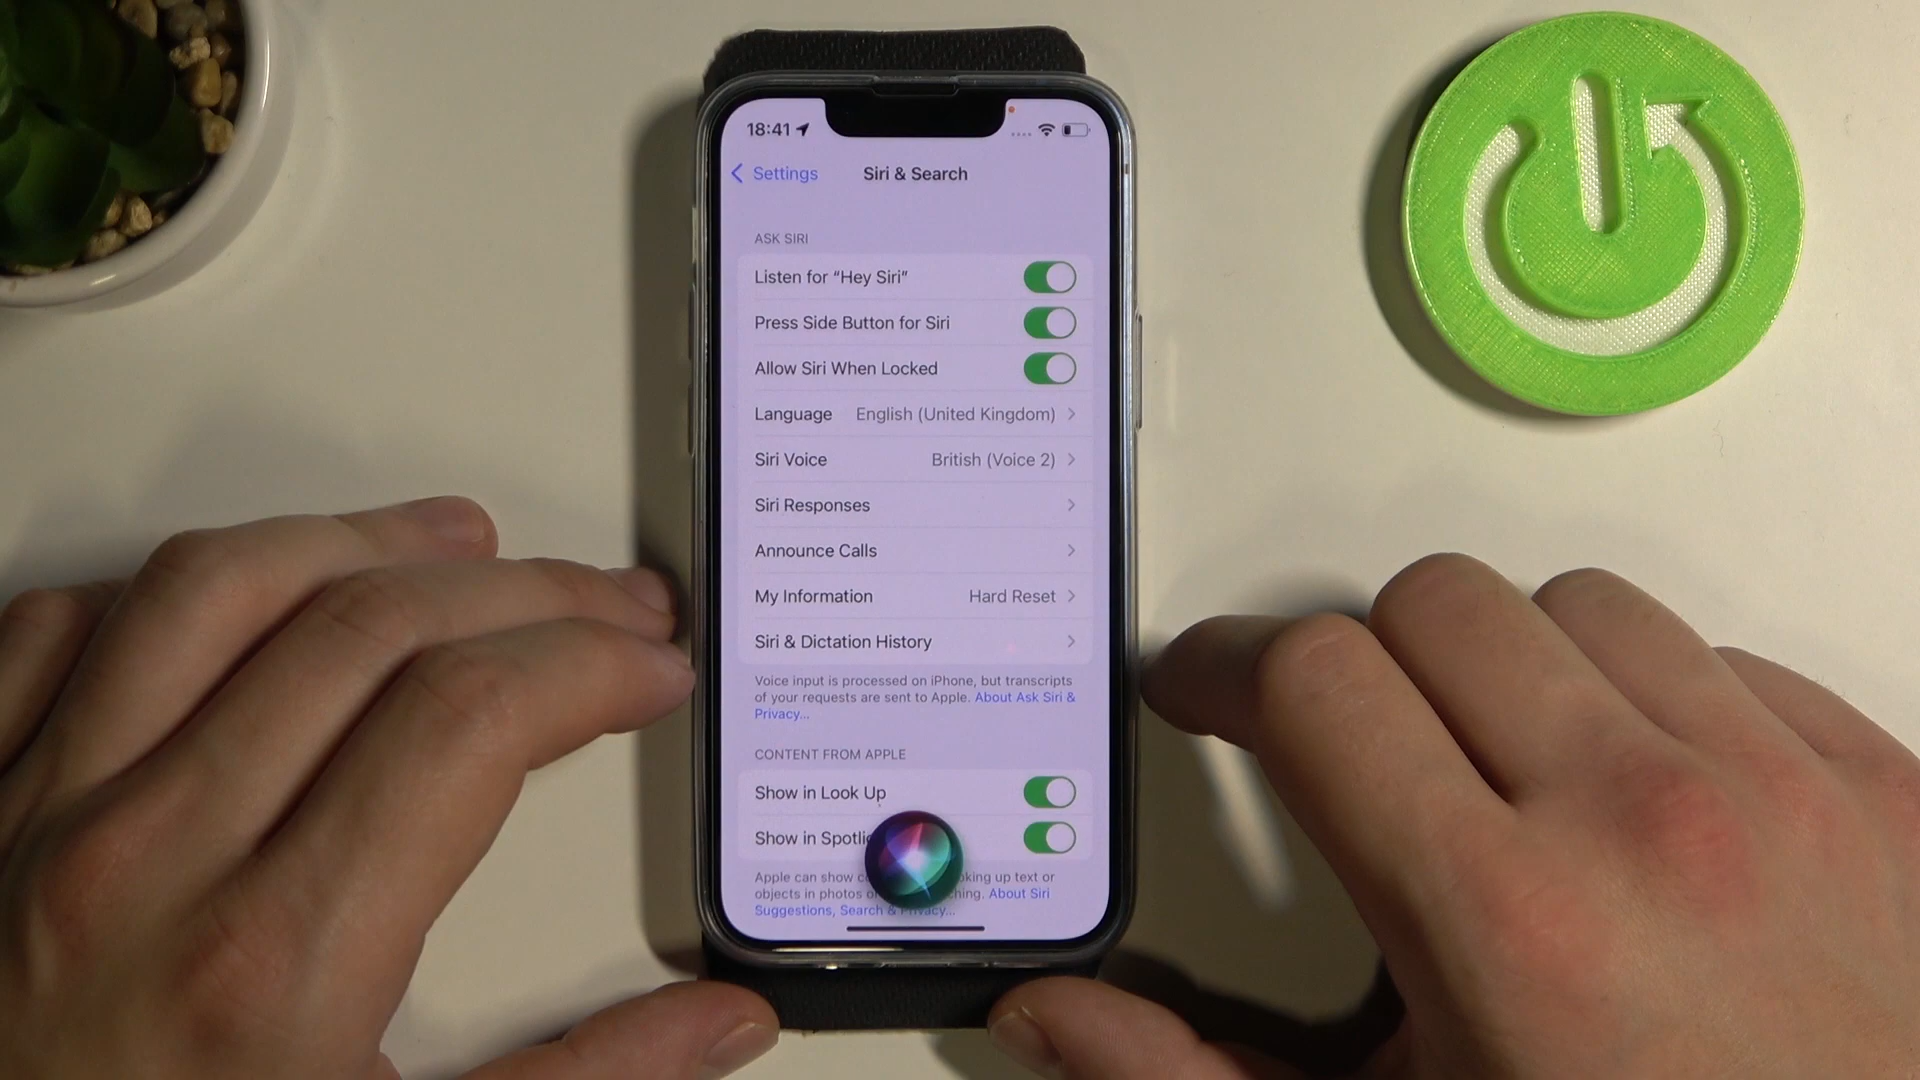 18:41
Settings
Siri & Search
ASK SIRI
Listen for “Hey Siri”
Press Side Button for Siri
Allow Siri When Locked
Language English (United Kingdom)
Siri Voice British (Voice 2)
Siri Responses
Announce Calls
My Information Hard Reset
Siri & Dictation History
Voice input is processed on iPhone, but transcripts
of your requests are sent to Apple. About Ask Siri &
Privacy...
CONTENT FROM APPLE
Show in Look Up
Show in
Apple can show up text or
objects in photos About Siri
Suggestions, Search & Privacy...